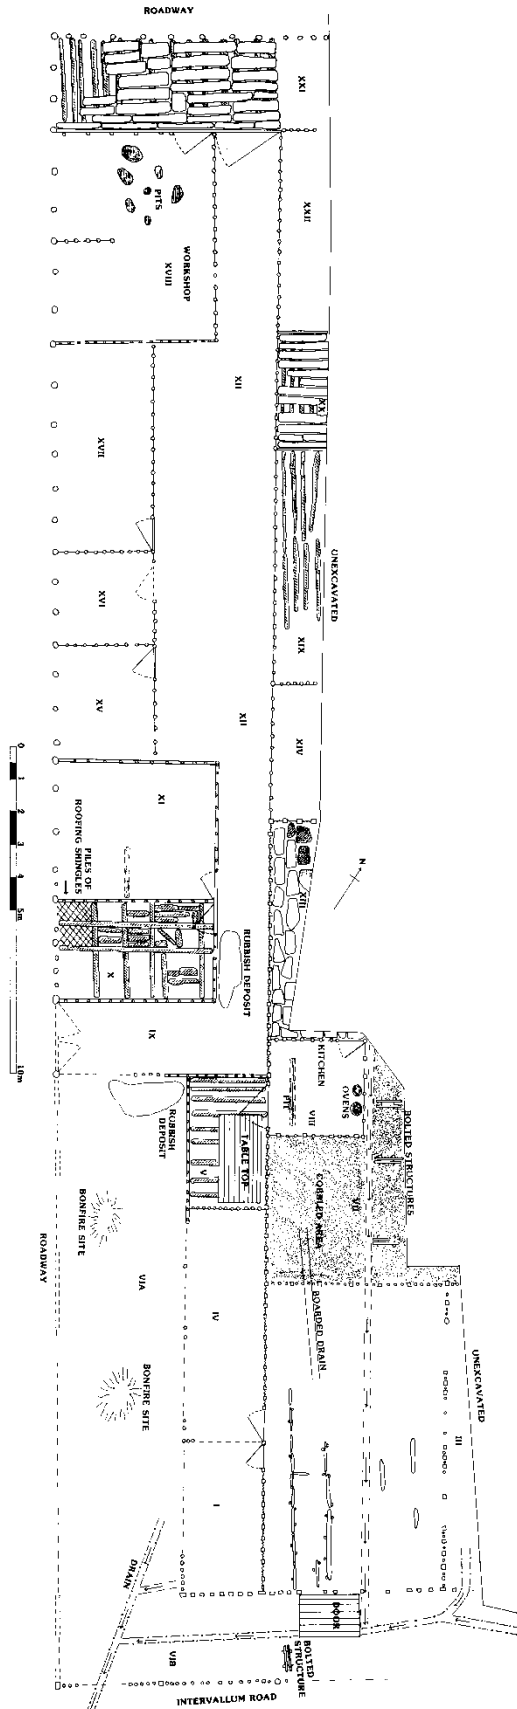 ROADWAY
XXI
PITS
XXII
WORKSHOP
XVIII
XII
XX
XVII
UNEXCAVATED
XVI
XIX
XV
XII
XIV
0
1
2
3
4
5m
10m
XI
PILES OF
ROOFING SHINGLES
N
XIII
X
RUBBISH DEPOSIT
IX
KITCHEN
OVENS
PIT
VIII
BOLTED STRUCTURES
RUBBISH
DEPOSIT
V
TABLE TOP
COBBLED AREA
VII
BONFIRE SITE
ROADWAY
VIA
IV
BOARDED DRAIN
UNEXCAVATED
BONFIRE SITE
III
I
DRAIN
DOOR
VIB
BOLTED
STRUCTURE
INTERVALLUM ROAD